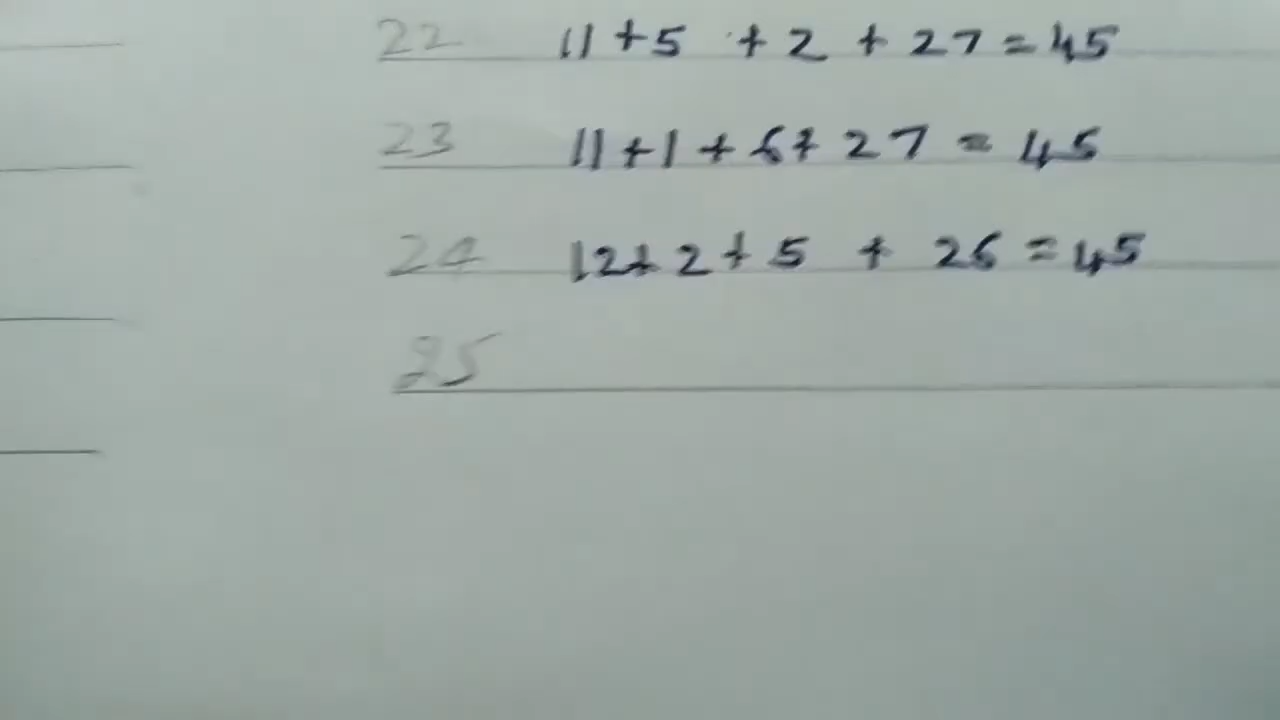 22 11 + 5 + 2 + 27 = 45
23 11 + 1 + 6 + 27 = 45
24 12 + 2 + 5 + 26 = 45
25